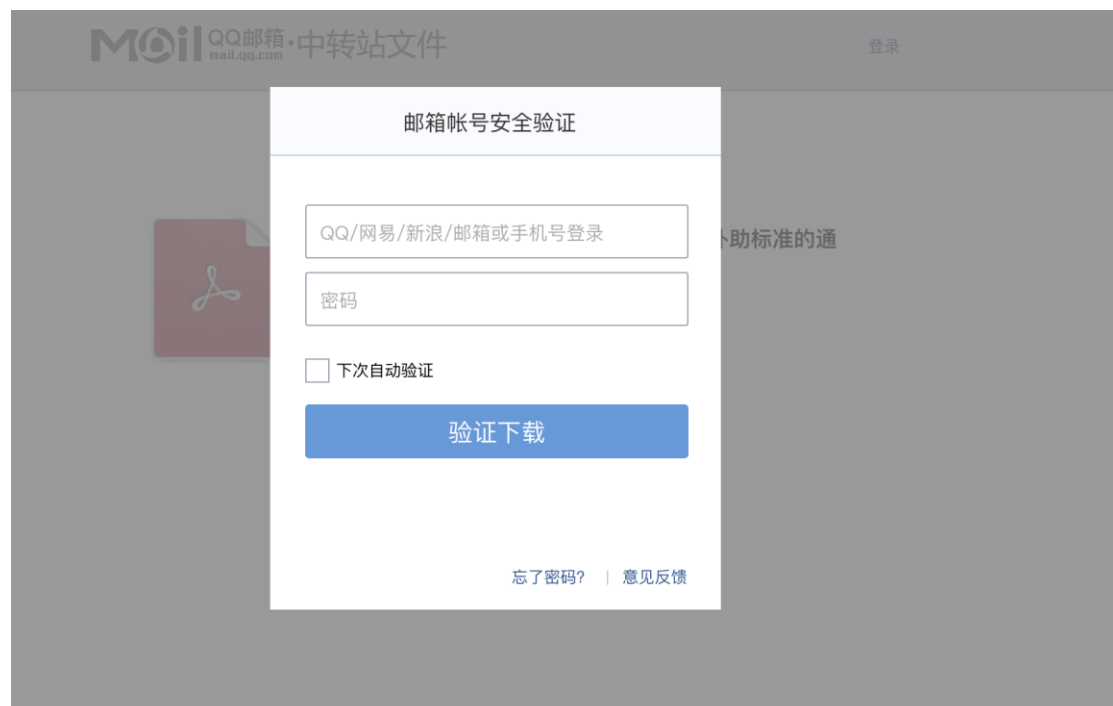 Mail QQ邮箱 mail.qq.com ·中转站文件
登录
邮箱帐号安全验证
QQ/网易/新浪/邮箱或手机号登录
助标准的通
密码
下次自动验证
验证下载
忘了密码? | 意见反馈